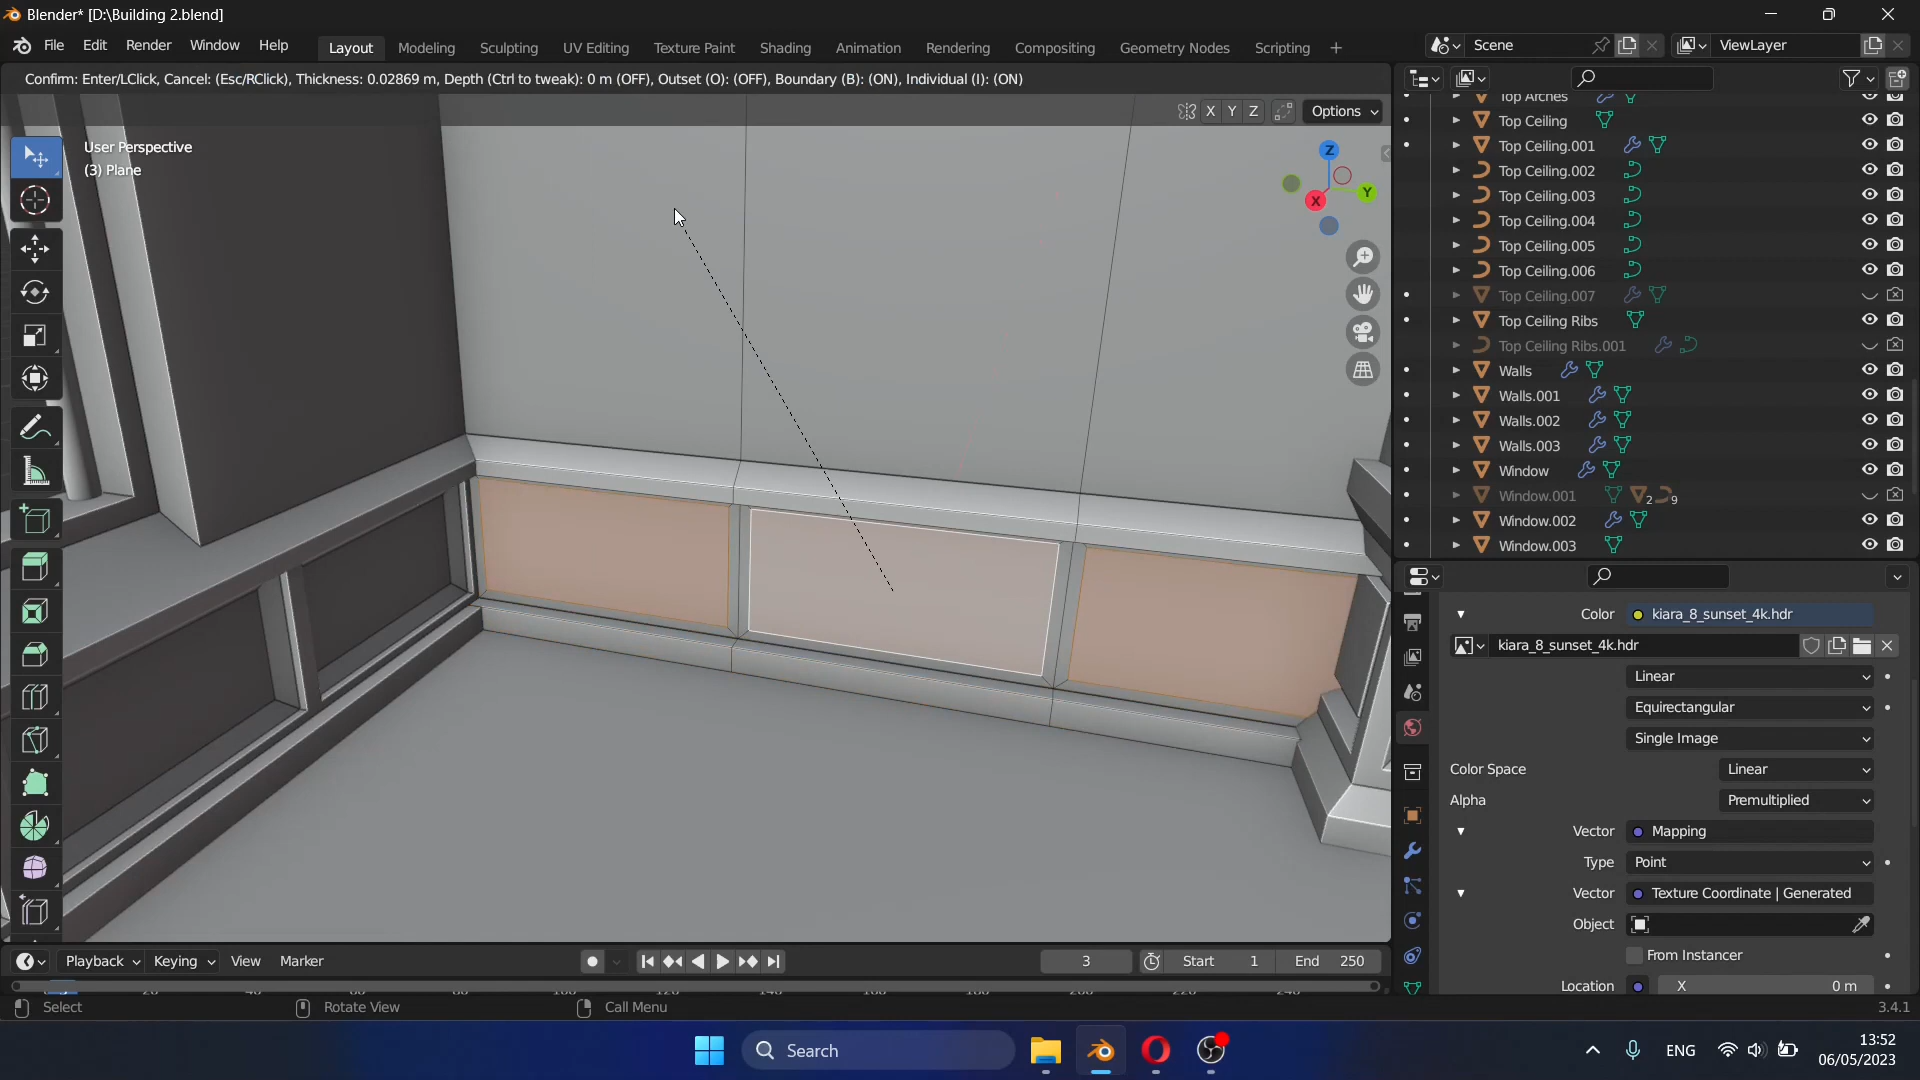 Blender* [D:\Building 2.blend]
File Edit Render Window Help
Layout Modeling Sculpting UV Editing Texture Paint Shading Animation Rendering Compositing Geometry Nodes Scripting
Scene
ViewLayer
Confirm: Enter/LClick, Cancel: (Esc/RClick), Thickness: 0.02869 m, Depth (Ctrl to tweak): 0 m (OFF), Outset (O): (OFF), Boundary (B): (ON), Individual (I): (ON)
X Y Z
Options
User Perspective
(3) Plane
Z
Y
X
Top Arches
Top Ceiling
Top Ceiling.001
Top Ceiling.002
Top Ceiling.003
Top Ceiling.004
Top Ceiling.005
Top Ceiling.006
Top Ceiling.007
Top Ceiling Ribs
Top Ceiling Ribs.001
Walls
Walls.001
Walls.002
Walls.003
Window
Window.001 2 9
Window.002
Window.003
Color kiara_8_sunset_4k.hdr
kiara_8_sunset_4k.hdr
Linear
Equirectangular
Single Image
Color Space Linear
Alpha Premultiplied
Vector Mapping
Type Point
Vector Texture Coordinate | Generated
Object
From Instancer
Location X 0 m
Playback Keying View Marker
3
Start 1
End 250
Select
Rotate View
Call Menu
3.4.1
Search
ENG
13:52
06/05/2023